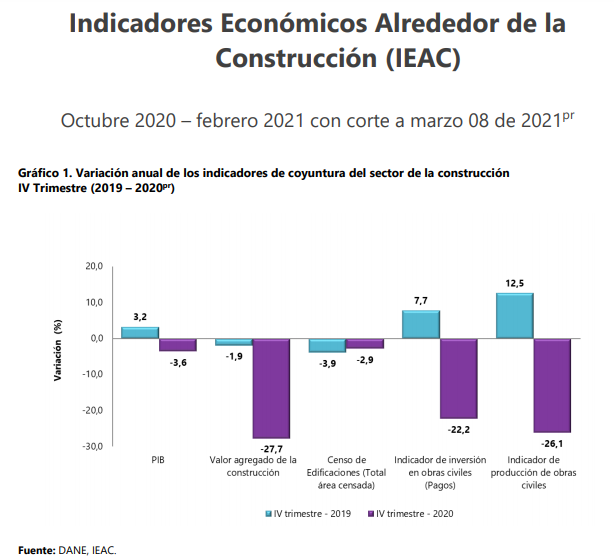 Indicadores Económicos Alrededor de la
Construcción (IEAC)
Octubre 2020 – febrero 2021 con corte a marzo 08 de 2021pr
Gráfico 1. Variación anual de los indicadores de coyuntura del sector de la construcción
IV Trimestre (2019 – 2020pr)
Variación (%)
20,0
10,0
0,0
-10,0
-20,0
-30,0
3,2
-3,6
-1,9
-27,7
-3,9
-2,9
7,7
-22,2
12,5
-26,1
PIB
Valor agregado de la
construcción
Censo de
Edificaciones (Total
área censada)
Indicador de inversión
en obras civiles
(Pagos)
Indicador de
producción de obras
civiles
IV trimestre - 2019
IV trimestre - 2020
Fuente: DANE, IEAC.